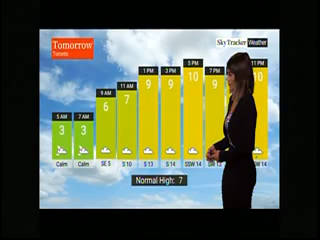 Tomorrow
Toronto
SkyTracker Weather
5 AM
3
Calm
7 AM
3
Calm
9 AM
6
SE 5
11 AM
7
S 10
1 PM
9
S 13
3 PM
9
S 14
5 PM
10
SSW 14
7 PM
9
11 PM
10
14
Normal High: 7